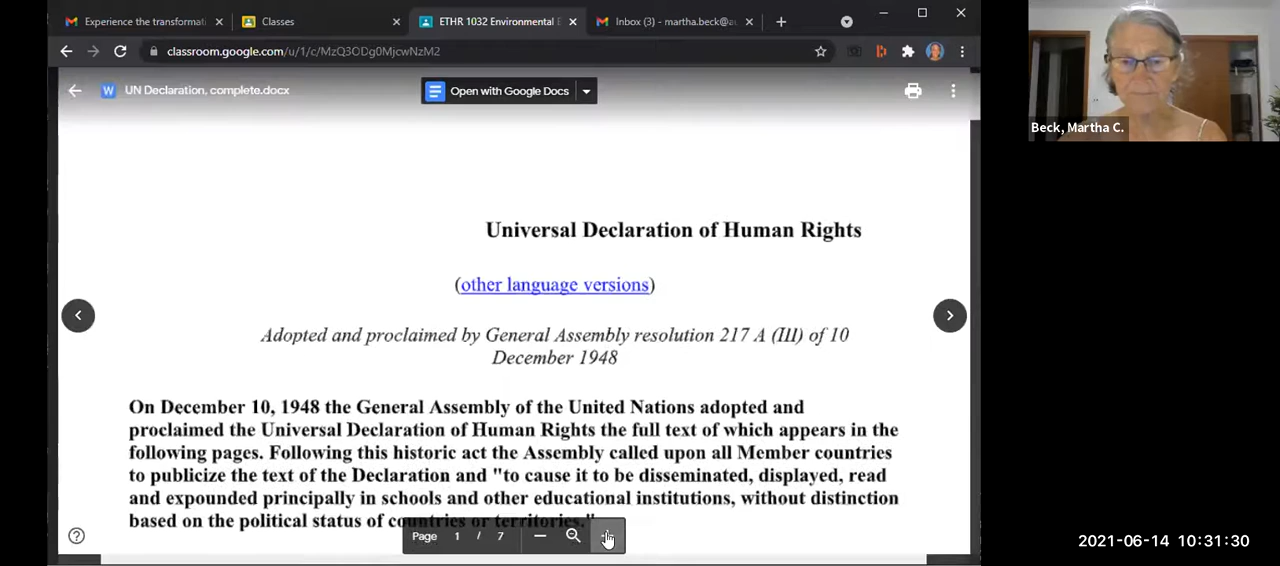 Experience the transformati
Classes
ETHR 1032 Environmental E
Inbox (3) - martha.beck@a
classroom.google.com/u/1/c/MzQ3ODg0MjcwNzM2
W
UN Declaration, complete.docx
Open with Google Docs
Beck, Martha C.
Universal Declaration of Human Rights
(other language versions)
Adopted and proclaimed by General Assembly resolution 217 A (III) of 10
December 1948
On December 10, 1948 the General Assembly of the United Nations adopted and
proclaimed the Universal Declaration of Human Rights the full text of which appears in the
following pages. Following this historic act the Assembly called upon all Member countries
to publicize the text of the Declaration and "to cause it to be disseminated, displayed, read
and expounded principally in schools and other educational institutions, without distinction
based on the political status of countries or territories."
Page 1 / 7
2021-06-14 10:31:30